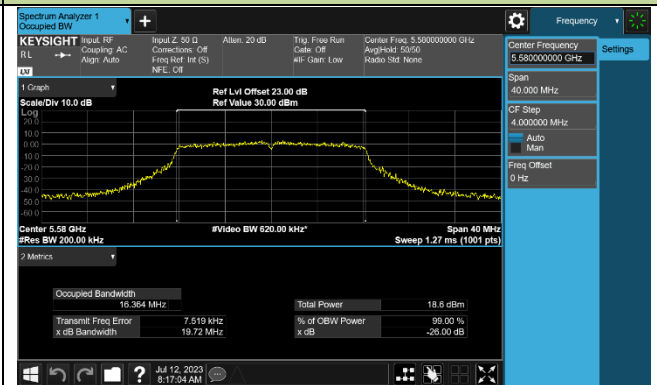 Spectrum Analyzer 1
Occupied BW
Frequency
KEYSIGHT
RL
LXI
Input: RF
Coupling: AC
Align: Auto
Input Z: 50 Ω
Corrections: Off
Freq Ref: Int (S)
NFE: Off
Atten: 20 dB
Trig: Free Run
Gate: Off
#IF Gain: Low
Center Freq: 5.580000000 GHz
Avg|Hold: 50/50
Radio Std: None
Center Frequency
5.580000000 GHz
Settings
Span
40.000 MHz
CF Step
4.000000 MHz
Auto
Man
Freq Offset
0 Hz
1 Graph
Scale/Div 10.0 dB
Ref Lvl Offset 23.00 dB
Ref Value 30.00 dBm
Log
20.0
10.0
0.00
-10.0
-20.0
-30.0
-40.0
-50.0
-60.0
Center 5.58 GHz
#Res BW 200.00 kHz
#Video BW 620.00 kHz*
Span 40 MHz
Sweep 1.27 ms (1001 pts)
2 Metrics
Occupied Bandwidth
16.364 MHz
Total Power 18.6 dBm
Transmit Freq Error 7.519 kHz
% of OBW Power 99.00 %
x dB Bandwidth 19.72 MHz
x dB -26.00 dB
?
Jul 12, 2023
8:17:04 AM